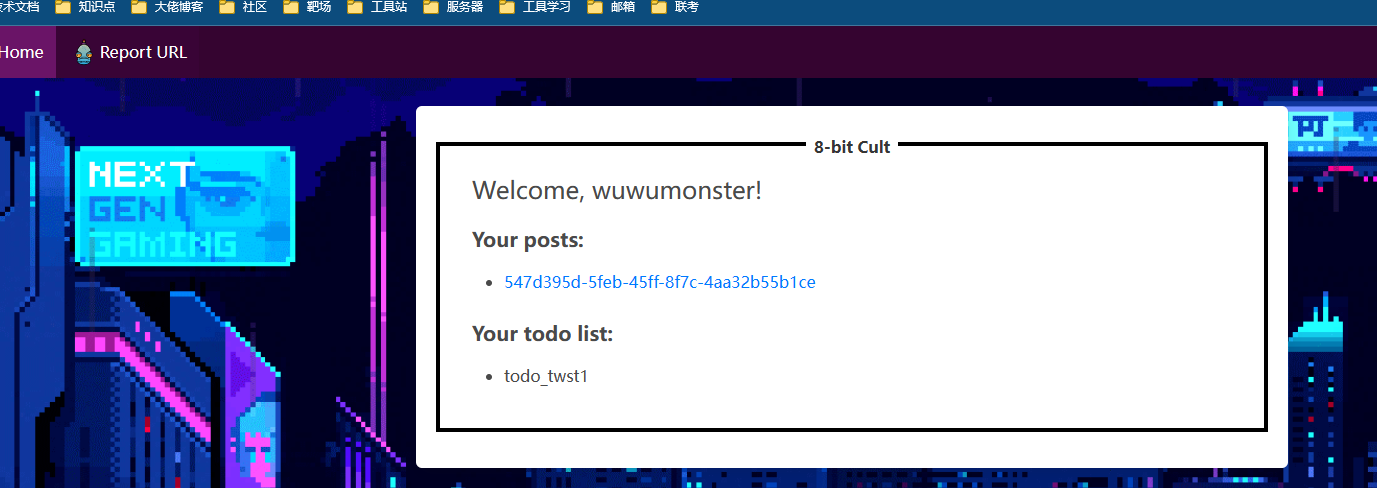 技术文档 知识点 大佬博客 社区 靶场 工具站 服务器 工具学习 邮箱 联考
Home Report URL
NEXT
GEN
GAMING
8-bit Cult
Welcome, wuwumonster!
Your posts:
547d395d-5feb-45ff-8f7c-4aa32b55b1ce
Your todo list:
todo_twst1